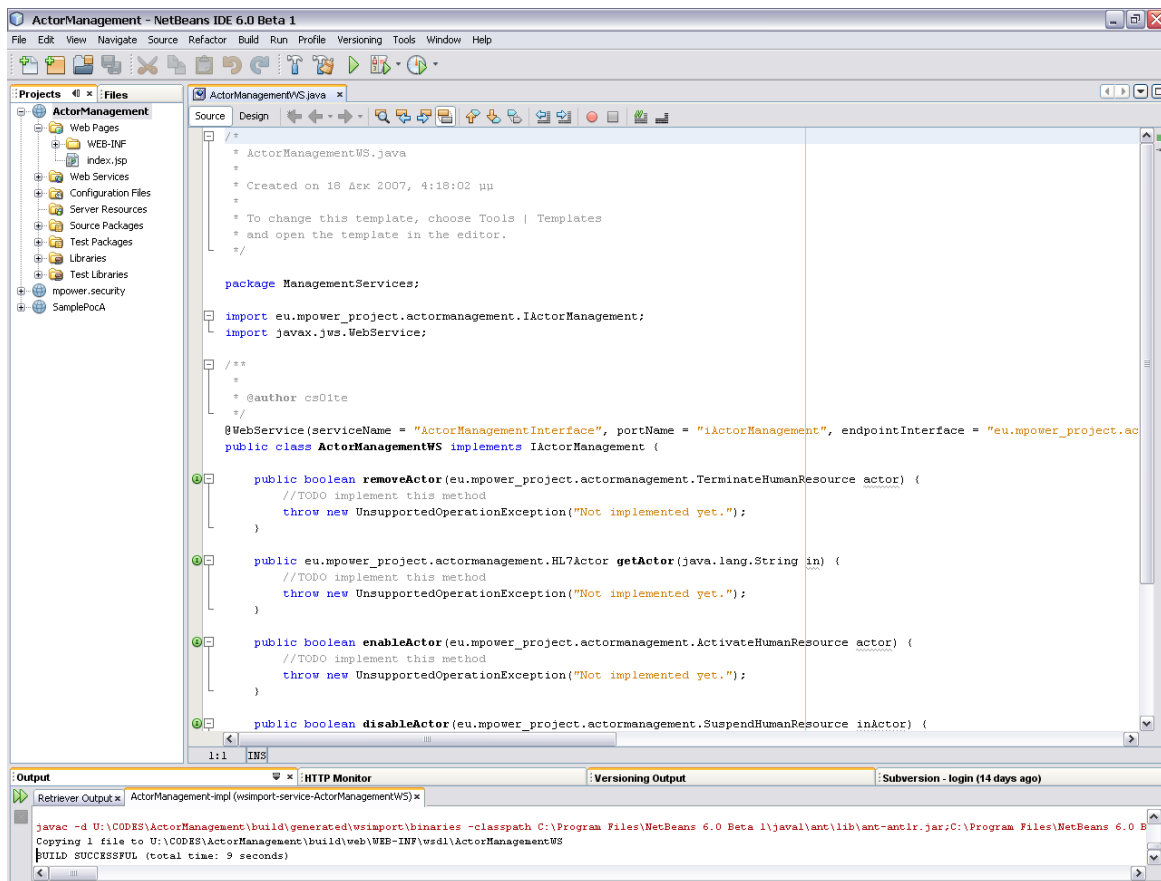 ActorManagement - NetBeans IDE 6.0 Beta 1
File Edit View Navigate Source Refactor Build Run Profile Versioning Tools Window Help
Projects Files
ActorManagement
Web Pages
WEB-INF
index.jsp
Web Services
Configuration Files
Server Resources
Source Packages
Test Packages
Libraries
Test Libraries
mpower.security
SamplePocA
ActorManagementWS.java
Source Design
/*
* ActorManagementWS.java
*
* Created on 18 Δεκ 2007, 4:18:02 μμ
*
* To change this template, choose Tools | Templates
* and open the template in the editor.
*/
package ManagementServices;
import eu.mpower_project.actormanagement.IActorManagement;
import javax.jws.WebService;
/**
*
* @author cs01te
*/
@WebService(serviceName = "ActorManagementInterface", portName = "iActorManagement", endpointInterface = "eu.mpower_project.ac
public class ActorManagementWS implements IActorManagement {
public boolean removeActor(eu.mpower_project.actormanagement.TerminateHumanResource actor) {
//TODO implement this method
throw new UnsupportedOperationException("Not implemented yet.");
}
public eu.mpower_project.actormanagement.HL7Actor getActor(java.lang.String in) {
//TODO implement this method
throw new UnsupportedOperationException("Not implemented yet.");
}
public boolean enableActor(eu.mpower_project.actormanagement.ActivateHumanResource actor) {
//TODO implement this method
throw new UnsupportedOperationException("Not implemented yet.");
}
public boolean disableActor(eu.mpower_project.actormanagement.SuspendHumanResource inActor) {
1:1 INS
Output HTTP Monitor Versioning Output Subversion - login (14 days ago)
Retriever Output ActorManagement-impl (wsimport-service-ActorManagementWS)
javac -d U:\CODES\ActorManagement\build\generated\wsimport\binaries -classpath C:\Program Files\NetBeans 6.0 Beta 1\java1\ant\lib\ant-antlr.jar;C:\Program Files\NetBeans 6.0 B
Copying 1 file to U:\CODES\ActorManagement\build\web\WEB-INF\wsdl\ActorManagementWS
BUILD SUCCESSFUL (total time: 9 seconds)